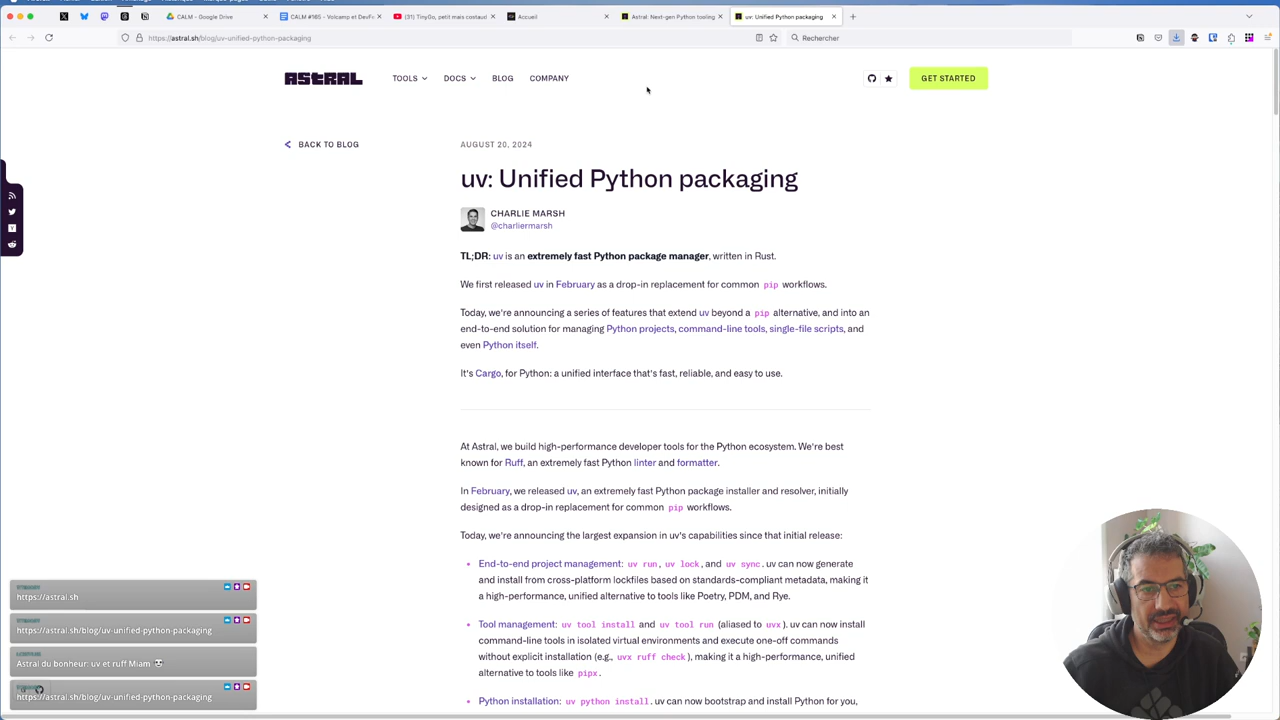 CALM – Google Drive
CALM #165 - Volcamp et DevFe
(31) TinyGo, petit mais costaud
Accueil
Astral: Next-gen Python tooling
uv: Unified Python packaging
https://astral.sh/blog/uv-unified-python-packaging
Rechercher
ASTRAL
TOOLS
DOCS
BLOG
COMPANY
GET STARTED
BACK TO BLOG
AUGUST 20, 2024
uv: Unified Python packaging
CHARLIE MARSH
@charliermarsh
TL;DR: uv is an extremely fast Python package manager, written in Rust.
We first released uv in February as a drop-in replacement for common pip workflows.
Today, we're announcing a series of features that extend uv beyond a pip alternative, and into an
end-to-end solution for managing Python projects, command-line tools, single-file scripts, and
even Python itself.
It's Cargo, for Python: a unified interface that's fast, reliable, and easy to use.
At Astral, we build high-performance developer tools for the Python ecosystem. We're best
known for Ruff, an extremely fast Python linter and formatter.
In February, we released uv, an extremely fast Python package installer and resolver, initially
designed as a drop-in replacement for common pip workflows.
Today, we're announcing the largest expansion in uv's capabilities since that initial release:
• End-to-end project management: uv run, uv lock, and uv sync. uv can now generate
and install from cross-platform lockfiles based on standards-compliant metadata, making it
a high-performance, unified alternative to tools like Poetry, PDM, and Rye.
• Tool management: uv tool install and uv tool run (aliased to uvx). uv can now install
command-line tools in isolated virtual environments and execute one-off commands
without explicit installation (e.g., uvx ruff check), making it a high-performance, unified
alternative to tools like pipx.
• Python installation: uv python install. uv can now bootstrap and install Python for you,
https://astral.sh
https://astral.sh/blog/uv-unified-python-packaging
Astral du bonheur: uv et ruff Miam
https://astral.sh/blog/uv-unified-python-packaging